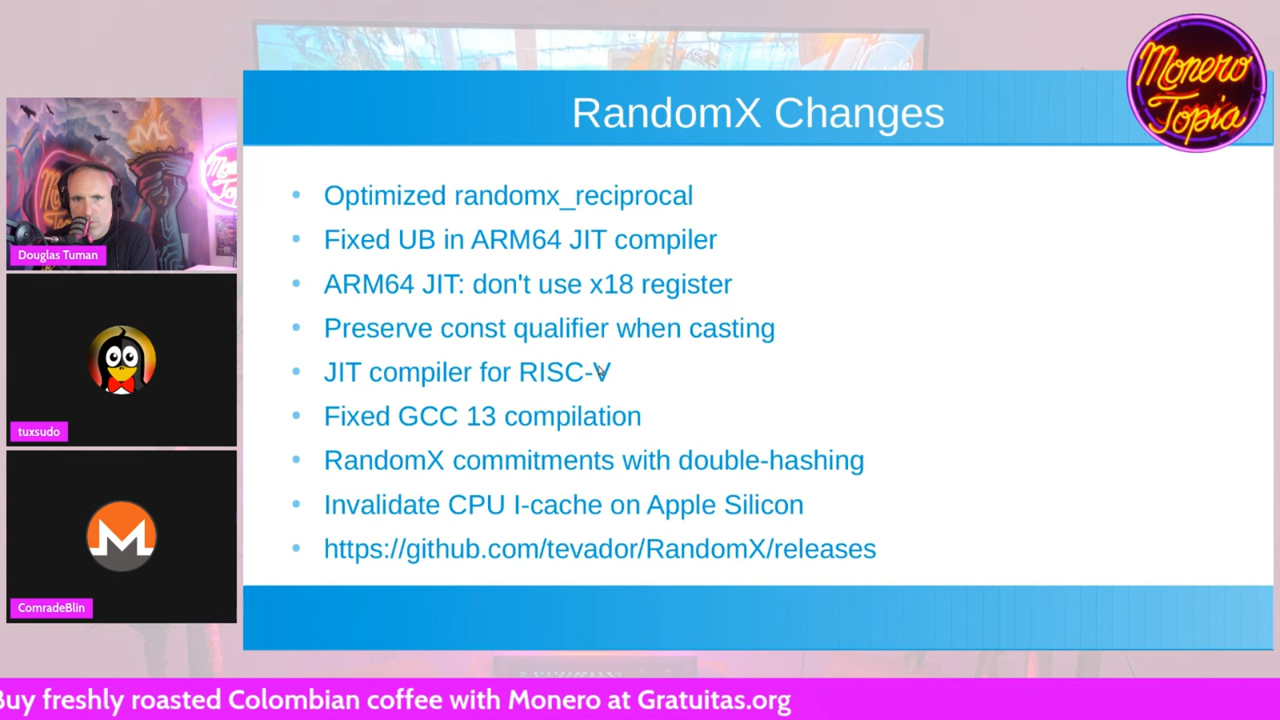 RandomX Changes
Monero
Topia
Optimized randomx_reciprocal
Fixed UB in ARM64 JIT compiler
ARM64 JIT: don't use x18 register
Preserve const qualifier when casting
JIT compiler for RISC-V
Fixed GCC 13 compilation
RandomX commitments with double-hashing
Invalidate CPU I-cache on Apple Silicon
https://github.com/tevador/RandomX/releases
Douglas Tuman
tuxsudo
ComradeBlin
Buy freshly roasted Colombian coffee with Monero at Gratuitas.org